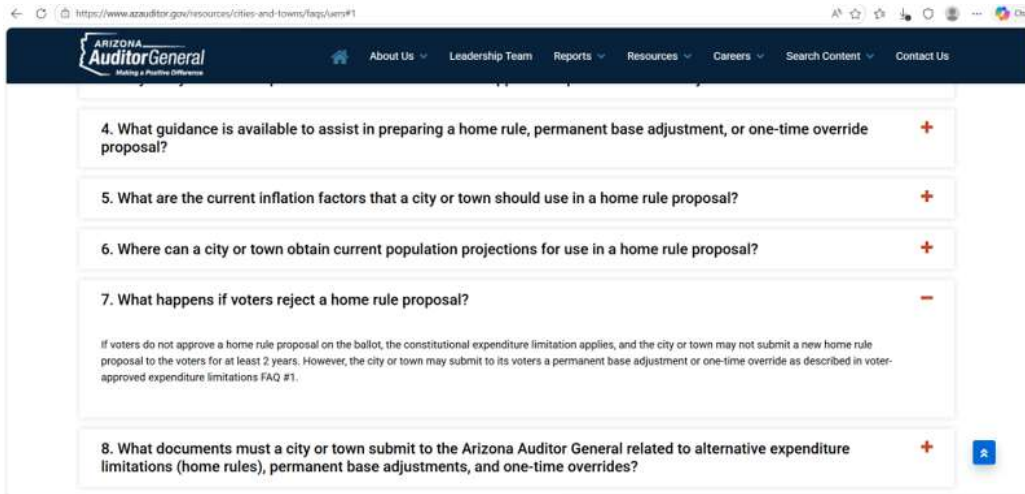 https://www.azauditor.gov/resources/cities-and-towns/faqs/uers#1
ARIZONA
AuditorGeneral
Making a Positive Difference
About Us
Leadership Team
Reports
Resources
Careers
Search Content
Contact Us
4. What guidance is available to assist in preparing a home rule, permanent base adjustment, or one-time override
proposal?
5. What are the current inflation factors that a city or town should use in a home rule proposal?
6. Where can a city or town obtain current population projections for use in a home rule proposal?
7. What happens if voters reject a home rule proposal?
If voters do not approve a home rule proposal on the ballot, the constitutional expenditure limitation applies, and the city or town may not submit a new home rule
proposal to the voters for at least 2 years. However, the city or town may submit to its voters a permanent base adjustment or one-time override as described in voter-
approved expenditure limitations FAQ #1.
8. What documents must a city or town submit to the Arizona Auditor General related to alternative expenditure
limitations (home rules), permanent base adjustments, and one-time overrides?